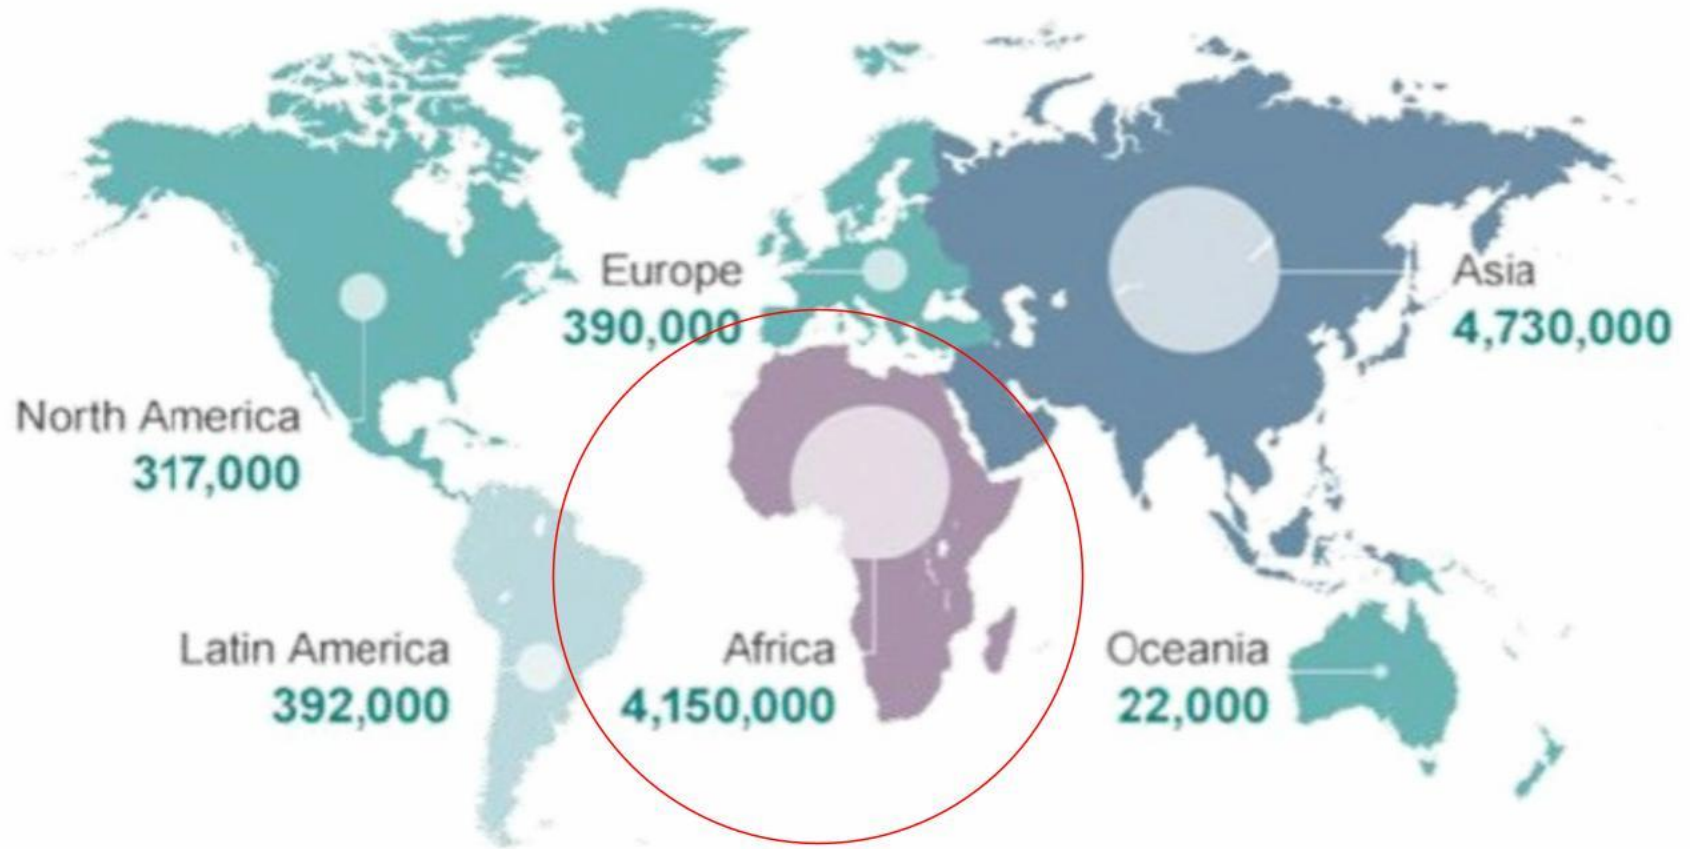 Europe
390,000
Asia
4,730,000
North America
317,000
Latin America
392,000
Africa
4,150,000
Oceania
22,000